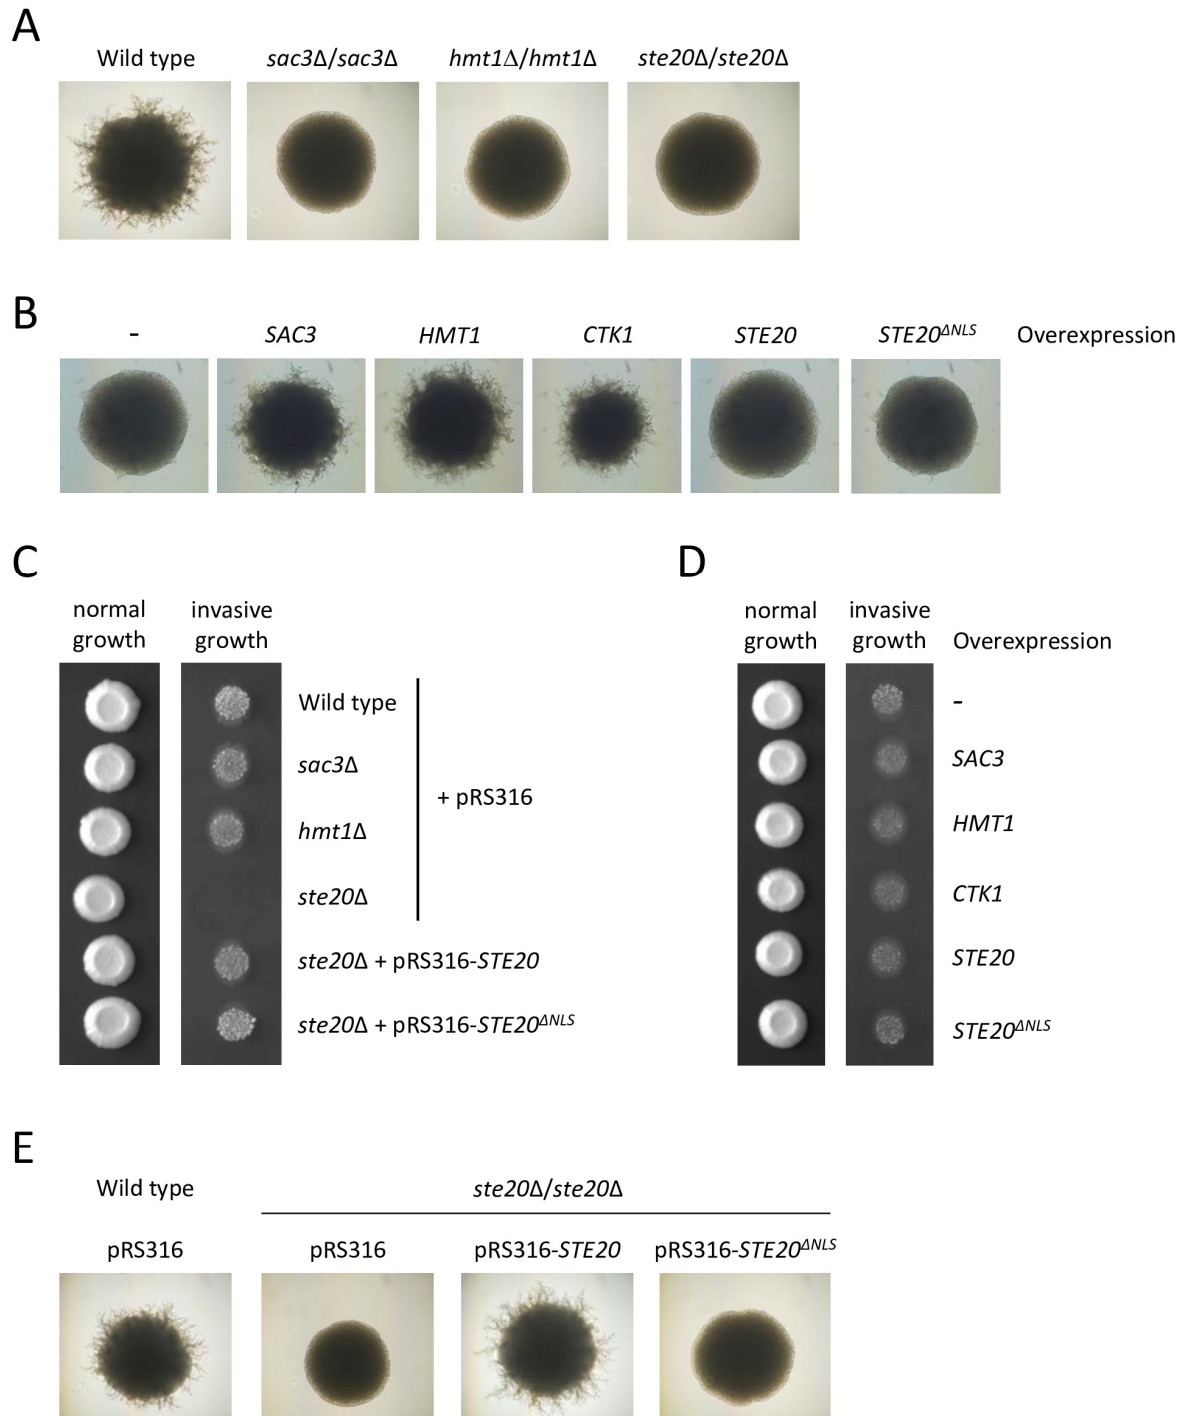 A
Wild type sac3Δ/sac3Δ hmt1Δ/hmt1Δ ste20Δ/ste20Δ
B
- SAC3 HMT1 CTK1 STE20 STE20ΔNLS Overexpression
C
normal growth invasive growth
Wild type
sac3Δ
+ pRS316
hmt1Δ
ste20Δ
ste20Δ + pRS316-STE20
ste20Δ + pRS316-STE20ΔNLS
D
normal growth invasive growth Overexpression
-
SAC3
HMT1
CTK1
STE20
STE20ΔNLS
E
Wild type ste20Δ/ste20Δ
pRS316 pRS316 pRS316-STE20 pRS316-STE20ΔNLS